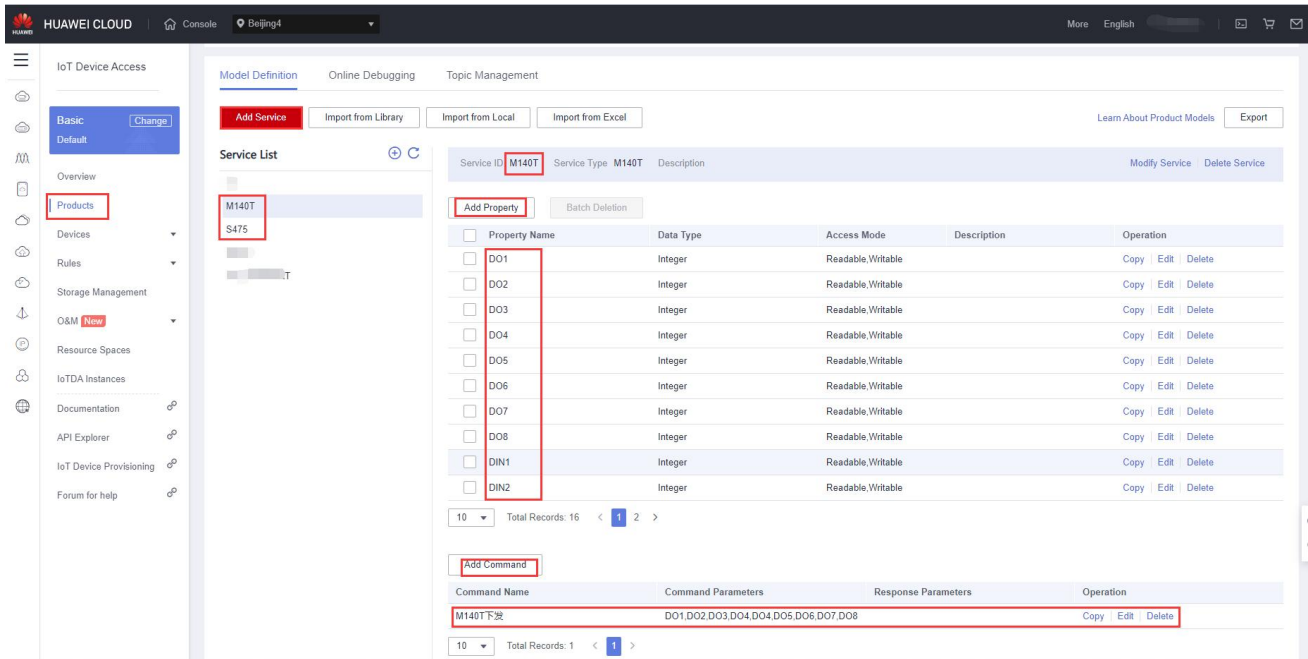 HUAWEI HUAWEI CLOUD Console Beijing4 More English
IoT Device Access
Basic Change
Default
Overview
Products
Devices
Rules
Storage Management
O&M New
Resource Spaces
IoTDA Instances
Documentation
API Explorer
IoT Device Provisioning
Forum for help
Model Definition Online Debugging Topic Management
Add Service Import from Library Import from Local Import from Excel Learn About Product Models Export
Service List
M140T
S475
T
Service ID M140T Service Type M140T Description Modify Service Delete Service
Add Property Batch Deletion
Property Name Data Type Access Mode Description Operation
DO1 Integer Readable,Writable Copy Edit Delete
DO2 Integer Readable,Writable Copy Edit Delete
DO3 Integer Readable,Writable Copy Edit Delete
DO4 Integer Readable,Writable Copy Edit Delete
DO5 Integer Readable,Writable Copy Edit Delete
DO6 Integer Readable,Writable Copy Edit Delete
DO7 Integer Readable,Writable Copy Edit Delete
DO8 Integer Readable,Writable Copy Edit Delete
DIN1 Integer Readable,Writable Copy Edit Delete
DIN2 Integer Readable,Writable Copy Edit Delete
10 Total Records: 16 < 1 2 >
Add Command
Command Name Command Parameters Response Parameters Operation
M140T下发 DO1,DO2,DO3,DO4,DO4,DO5,DO6,DO7,DO8 Copy Edit Delete
10 Total Records: 1 < 1 >